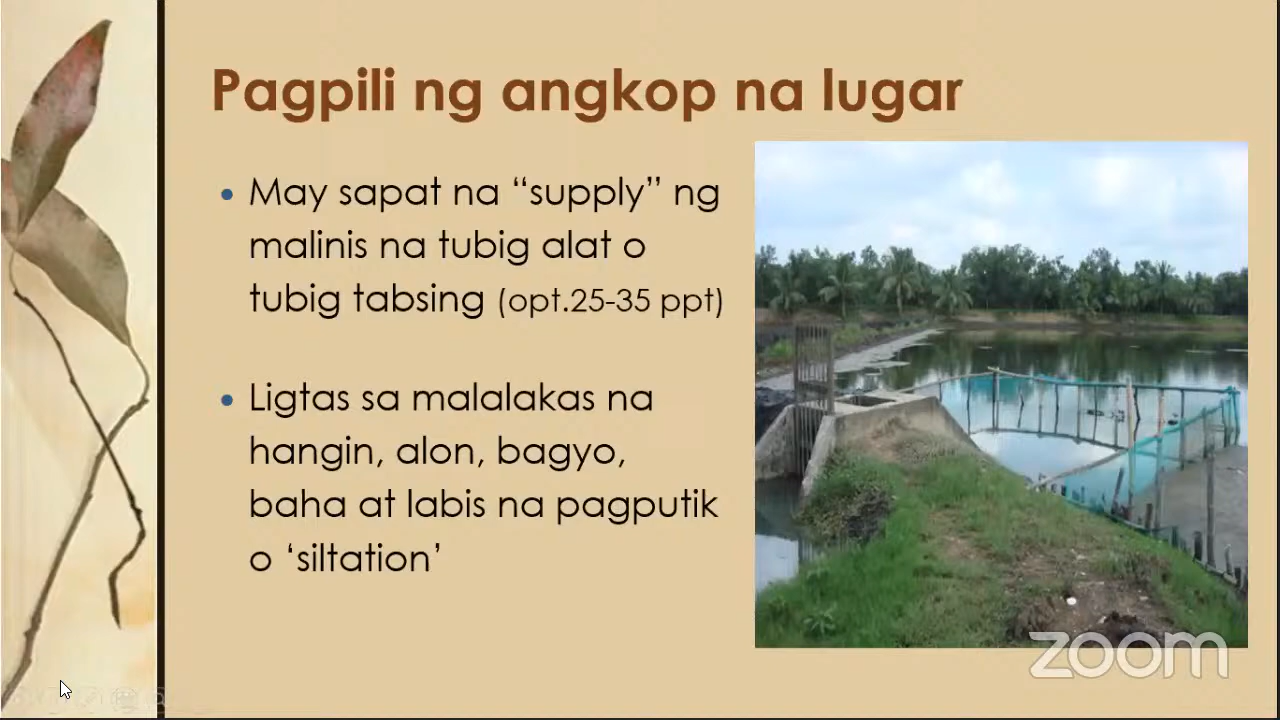 Pagpili ng angkop na lugar
• May sapat na “supply” ng
malinis na tubig alat o
tubig tabsing (opt.25-35 ppt)
• Ligtas sa malalakas na
hangin, alon, bagyo,
baha at labis na pagputik
o ‘siltation’
zoom